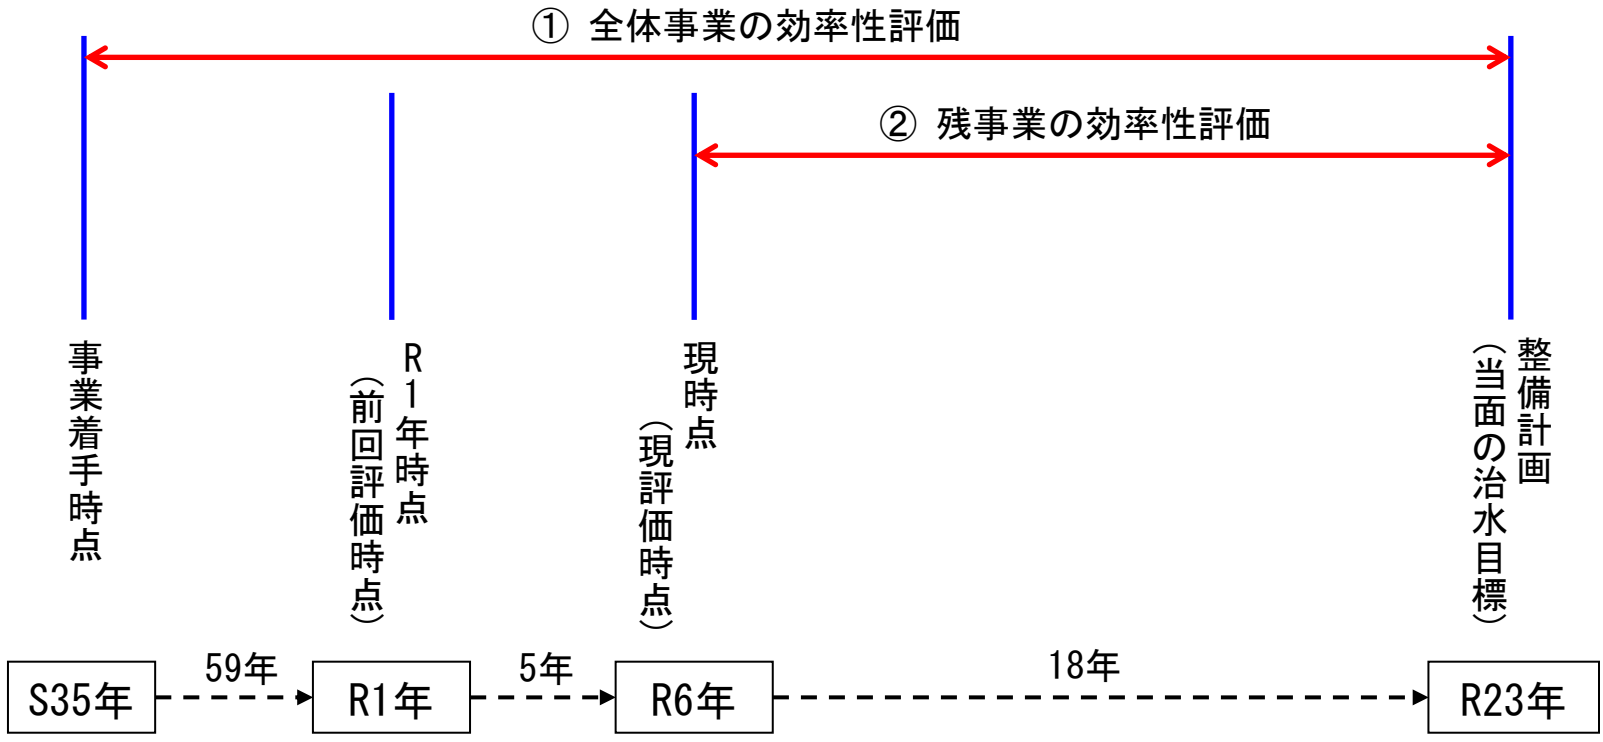 ① 全体事業の効率性評価
② 残事業の効率性評価
事業着手時点
R1年時点
（前回評価時点）
現時点
（現評価時点）
整備計画
（当面の治水目標）
59年
5年
18年
S35年
R1年
R6年
R23年